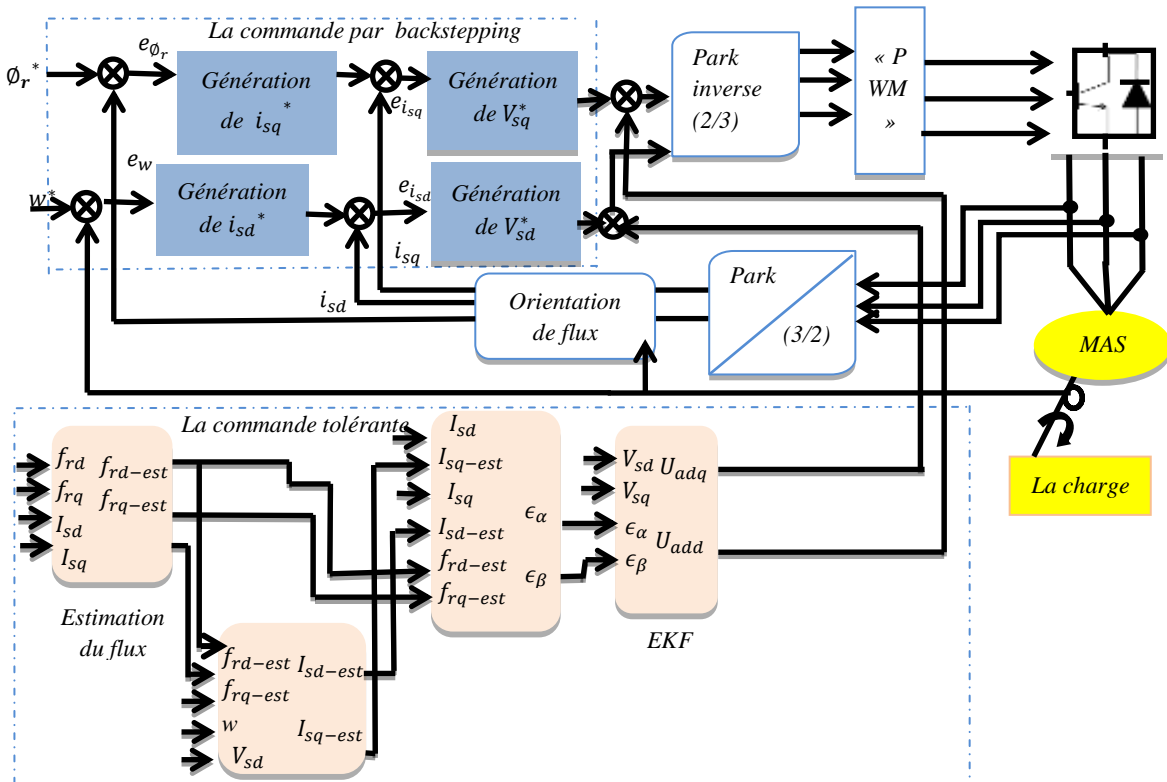 La commande par backstepping
∅r*
e∅r
Génération
de isq*
eisq
Génération
de Vsq*
Park
inverse
(2/3)
« P
WM
»
w*
ew
Génération
de isd*
eisd
Génération
de Vsd*
isq
isd
Orientation
de flux
Park
(3/2)
MAS
La charge
La commande tolérante
frd
frq
Isd
Isq
frd−est
frq−est
Estimation
du flux
frd−est
frq−est
w
Vsd
Isd−est
Isq−est
Isd
Isq−est
Isq
Isd−est
frd−est
frq−est
ϵα
ϵβ
Vsd
Vsq
ϵα
ϵβ
Uadq
Uadd
EKF